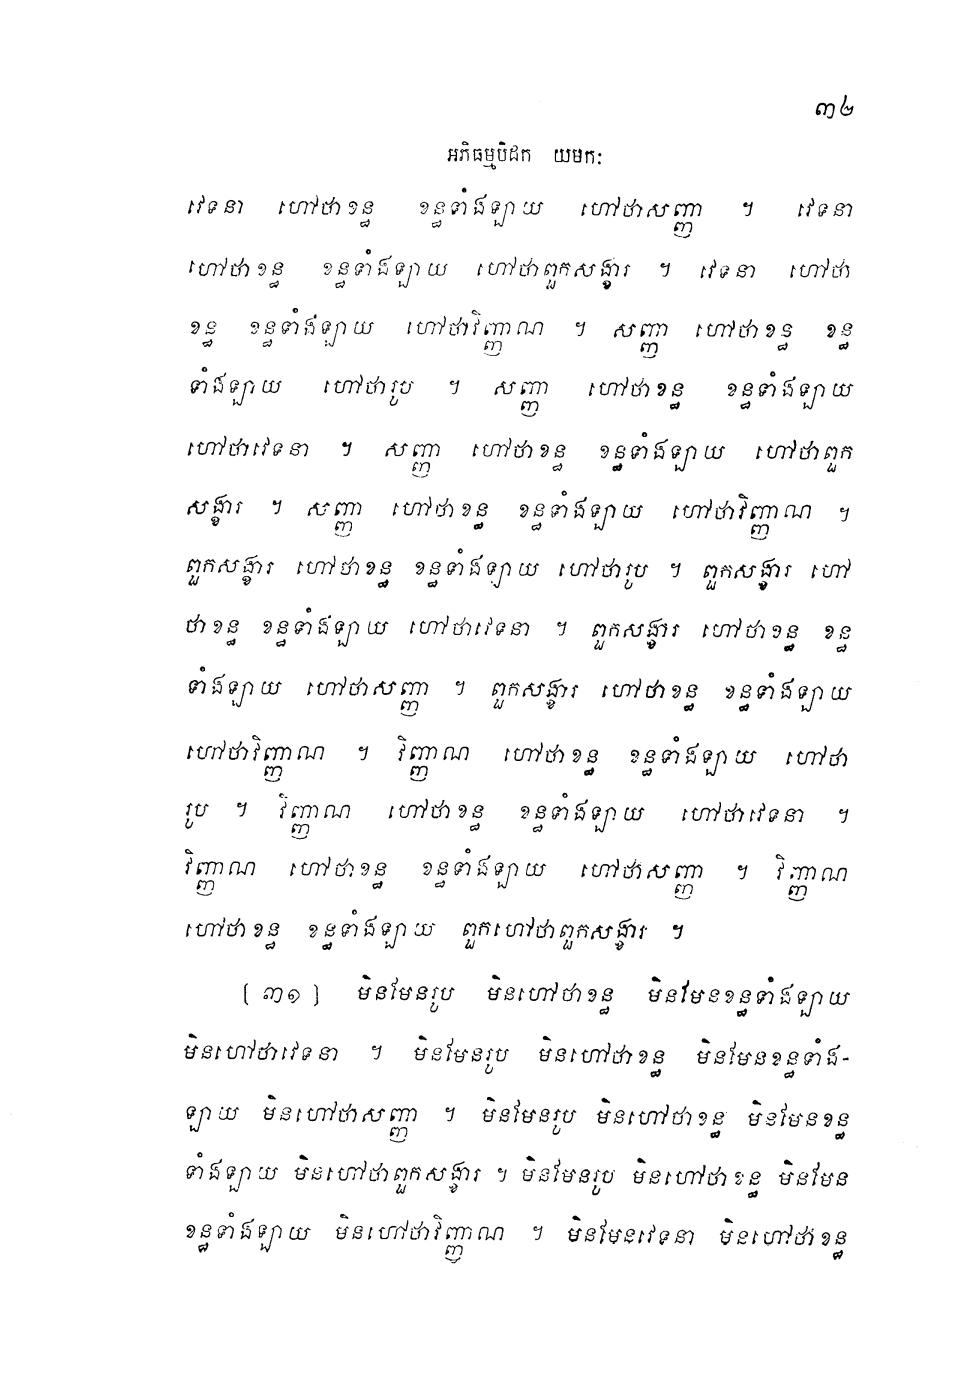 ៣៤
អភិធម្មបិដក យមក:
វេទនា ហៅថាខន្ធ ខន្ធទាំងឡាយ ហៅថាសញ្ញា ។ វេទនា
ហៅថាខន្ធ ខន្ធទាំងឡាយ ហៅថាពួកសង្ខារ ។ វេទនា ហៅថា
ខន្ធ ខន្ធទាំងឡាយ ហៅថាវិញ្ញាណ ។ សញ្ញា ហៅថាខន្ធ ខន្ធ
ទាំងឡាយ ហៅថារូប ។ សញ្ញា ហៅថាខន្ធ ខន្ធទាំងឡាយ
ហៅថាវេទនា ។ សញ្ញា ហៅថាខន្ធ ខន្ធទាំងឡាយ ហៅថាពួក
សង្ខារ ។ សញ្ញា ហៅថាខន្ធ ខន្ធទាំងឡាយ ហៅថាវិញ្ញាណ ។
ពួកសង្ខារ ហៅថាខន្ធ ខន្ធទាំងឡាយ ហៅថារូប ។ ពួកសង្ខារ ហៅ
ថាខន្ធ ខន្ធទាំងឡាយ ហៅថាវេទនា ។ ពួកសង្ខារ ហៅថាខន្ធ ខន្ធ
ទាំងឡាយ ហៅថាសញ្ញា ។ ពួកសង្ខារ ហៅថាខន្ធ ខន្ធទាំងឡាយ
ហៅថាវិញ្ញាណ ។ វិញ្ញាណ ហៅថាខន្ធ ខន្ធទាំងឡាយ ហៅថា
រូប ។ វិញ្ញាណ ហៅថាខន្ធ ខន្ធទាំងឡាយ ហៅថាវេទនា ។
វិញ្ញាណ ហៅថាខន្ធ ខន្ធទាំងឡាយ ហៅថាសញ្ញា ។ វិញ្ញាណ
ហៅថាខន្ធ ខន្ធទាំងឡាយ ពួកហៅថាពួកសង្ខារ ។
[ ៣១ ] មិនមែនរូប មិនហៅថាខន្ធ មិនមែនខន្ធទាំងឡាយ
មិនហៅថាវេទនា ។ មិនមែនរូប មិនហៅថាខន្ធ មិនមែនខន្ធទាំង-
ឡាយ មិនហៅថាសញ្ញា ។ មិនមែនរូប មិនហៅថាខន្ធ មិនមែនខន្ធ
ទាំងឡាយ មិនហៅថាពួកសង្ខារ ។ មិនមែនរូប មិនហៅថាខន្ធ មិនមែន
ខន្ធទាំងឡាយ មិនហៅថាវិញ្ញាណ ។ មិនមែនវេទនា មិនហៅថាខន្ធ